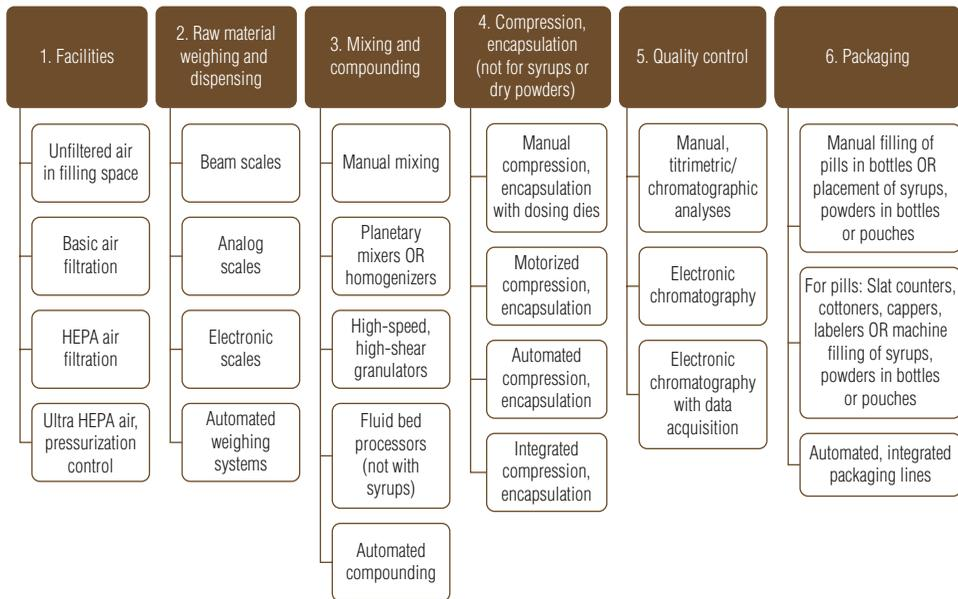 1. Facilities
Unfiltered air
in filling space
Basic air
filtration
HEPA air
filtration
Ultra HEPA air,
pressurization
control
2. Raw material
weighing and
dispensing
Beam scales
Analog
scales
Electronic
scales
Automated
weighing
systems
3. Mixing and
compounding
Manual mixing
Planetary
mixers OR
homogenizers
High-speed,
high-shear
granulators
Fluid bed
processors
(not with
syrups)
Automated
compounding
4. Compression,
encapsulation
(not for syrups or
dry powders)
Manual
compression,
encapsulation
with dosing dies
Motorized
compression,
encapsulation
Automated
compression,
encapsulation
Integrated
compression,
encapsulation
5. Quality control
Manual,
titrimetric/
chromatographic
analyses
Electronic
chromatography
Electronic
chromatography
with data
acquisition
6. Packaging
Manual filling of
pills in bottles OR
placement of syrups,
powders in bottles
or pouches
For pills: Slat counters,
cottoners, cappers,
labelers OR machine
filling of syrups,
powders in bottles
or pouches
Automated, integrated
packaging lines